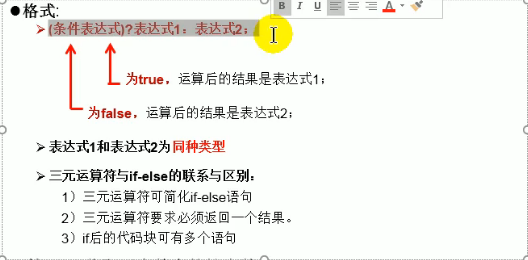 ●格式:
➢(条件表达式)?表达式1：表达式2；
为true，运算后的结果是表达式1；
为false，运算后的结果是表达式2；
➢表达式1和表达式2为同种类型
➢三元运算符与if-else的联系与区别：
1）三元运算符可简化if-else语句
2）三元运算符要求必须返回一个结果。
3）if后的代码块可有多个语句
B I U A